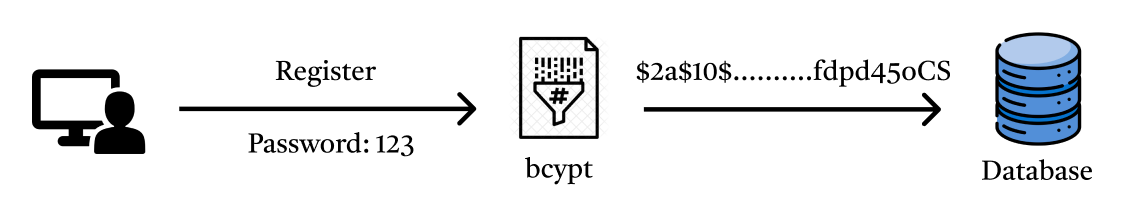 Register
Password: 123
#
bcypt
$2a$10$..........fdpd45oCS
Database